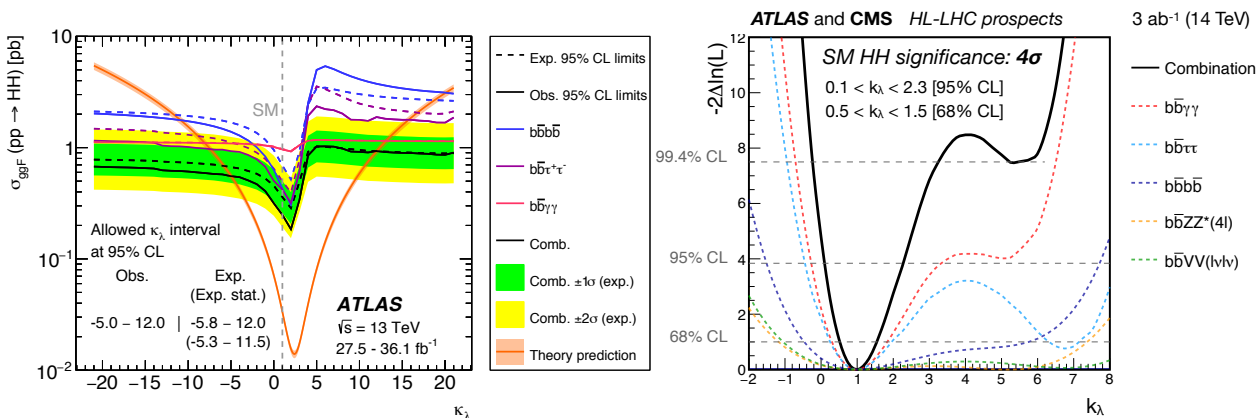 σ_ggF (pp → HH) [pb]
10
1
10⁻¹
10⁻²
SM
Allowed κ_λ interval
at 95% CL
Obs. Exp.
(Exp. stat.)
-5.0 – 12.0 | -5.8 – 12.0
(-5.3 – 11.5)
ATLAS
√s = 13 TeV
27.5 - 36.1 fb⁻¹
−20 −15 −10 −5 0 5 10 15 20
κ_λ
Exp. 95% CL limits
Obs. 95% CL limits
bb̄bb̄
bb̄τ⁺τ⁻
bb̄γγ
Comb.
Comb. ±1σ (exp.)
Comb. ±2σ (exp.)
Theory prediction
ATLAS and CMS HL-LHC prospects
3 ab⁻¹ (14 TeV)
-2Δln(L)
12
10
8
6
4
2
0
SM HH significance: 4σ
0.1 < k_λ < 2.3 [95% CL]
0.5 < k_λ < 1.5 [68% CL]
99.4% CL
95% CL
68% CL
−2 −1 0 1 2 3 4 5 6 7 8
k_λ
Combination
bb̄γγ
bb̄ττ
bb̄bb̄
bb̄ZZ*(4l)
bb̄VV(lνlν)